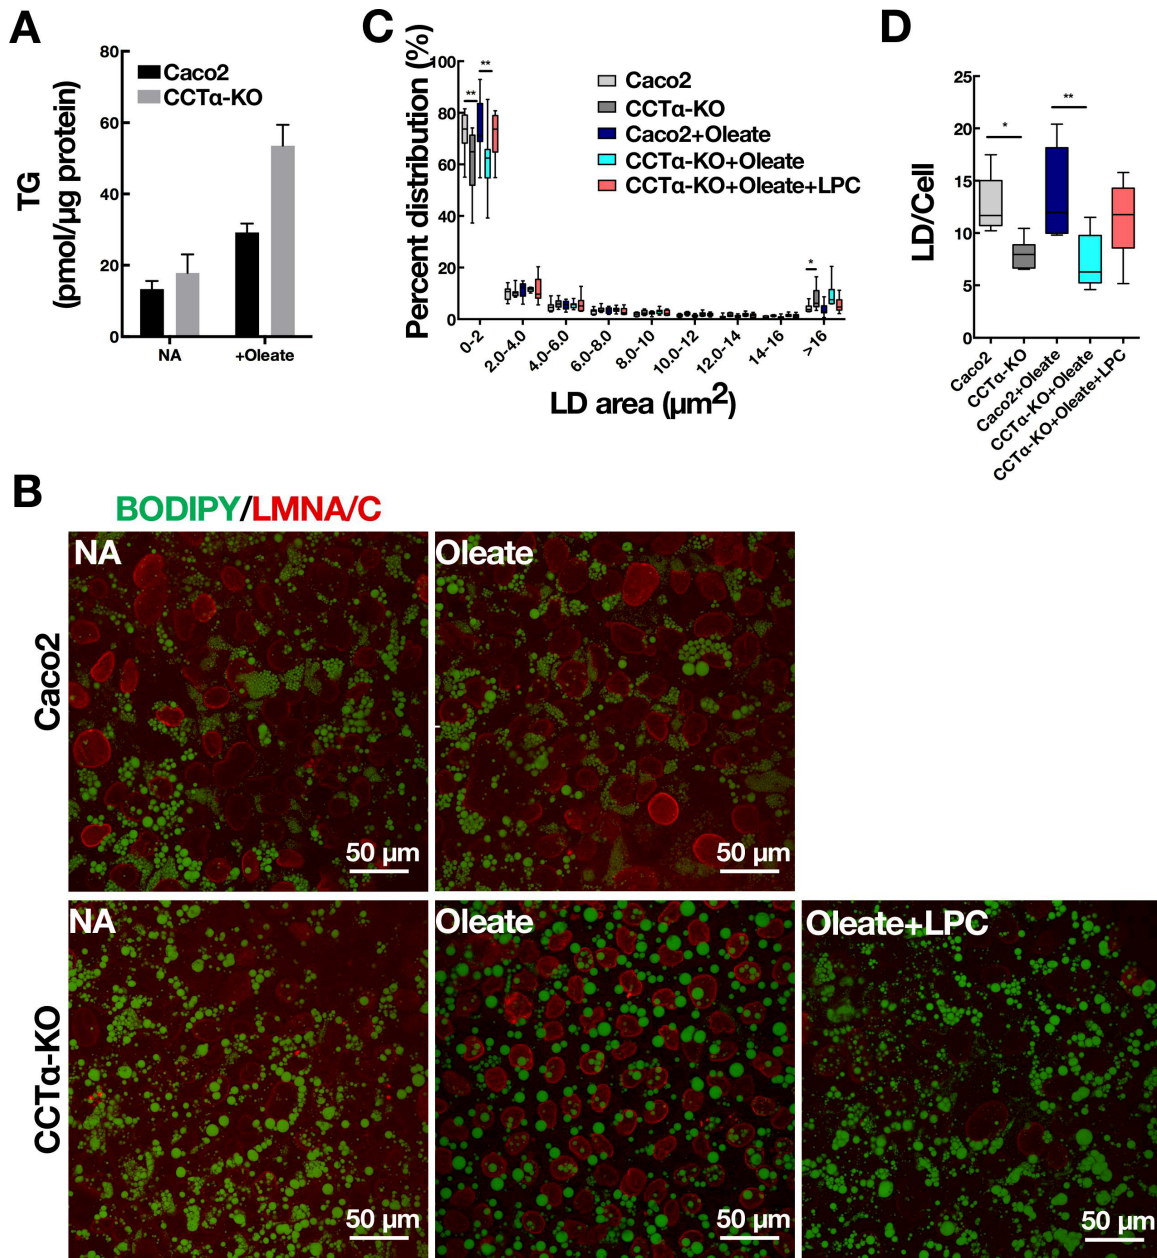 A
TG
(pmol/µg protein)
80
60
40
20
0
Caco2
CCTα-KO
NA
+Oleate
C
Percent distribution (%)
100
80
60
40
20
0
**
**
*
Caco2
CCTα-KO
Caco2+Oleate
CCTα-KO+Oleate
CCTα-KO+Oleate+LPC
0-2
2.0-4.0
4.0-6.0
6.0-8.0
8.0-10
10.0-12
12.0-14
14-16
>16
LD area (µm²)
D
LD/Cell
25
20
15
10
5
0
*
**
Caco2
CCTα-KO
Caco2+Oleate
CCTα-KO+Oleate
CCTα-KO+Oleate+LPC
B
BODIPY/LMNA/C
Caco2
NA
50 µm
Oleate
50 µm
CCTα-KO
NA
50 µm
Oleate
50 µm
Oleate+LPC
50 µm